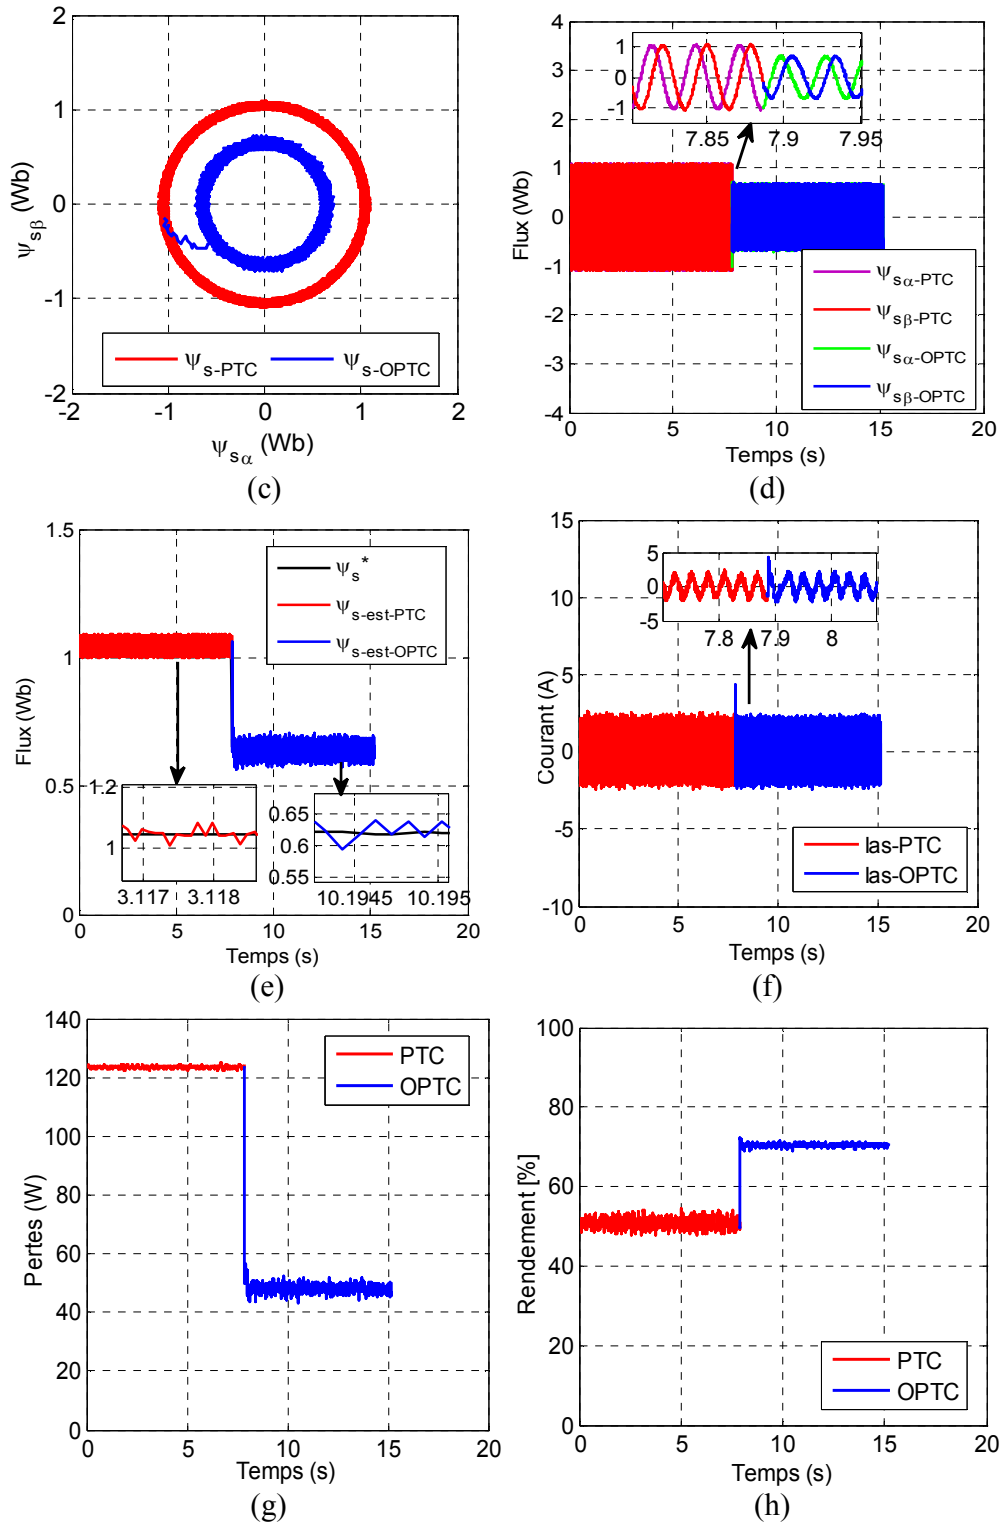 2
1
0
-1
-2
-2
-1
0
1
2
ψsβ (Wb)
ψsα (Wb)
ψs-PTC
ψs-OPTC
(c)
4
3
2
1
0
-1
-2
-3
-4
0
5
10
15
20
Flux (Wb)
Temps (s)
1
0
-1
7.85
7.9
7.95
ψsα-PTC
ψsβ-PTC
ψsα-OPTC
ψsβ-OPTC
(d)
1.5
1
0.5
0
0
5
10
15
20
Flux (Wb)
Temps (s)
ψs*
ψs-est-PTC
ψs-est-OPTC
1.2
1
3.117
3.118
0.65
0.6
0.55
10.1945
10.195
(e)
15
10
5
0
-5
-10
0
5
10
15
20
Courant (A)
Temps (s)
5
0
-5
7.8
7.9
8
Ias-PTC
Ias-OPTC
(f)
140
120
100
80
60
40
20
0
0
5
10
15
20
Pertes (W)
Temps (s)
PTC
OPTC
(g)
100
80
60
40
20
0
0
5
10
15
20
Rendement [%]
Temps (s)
PTC
OPTC
(h)